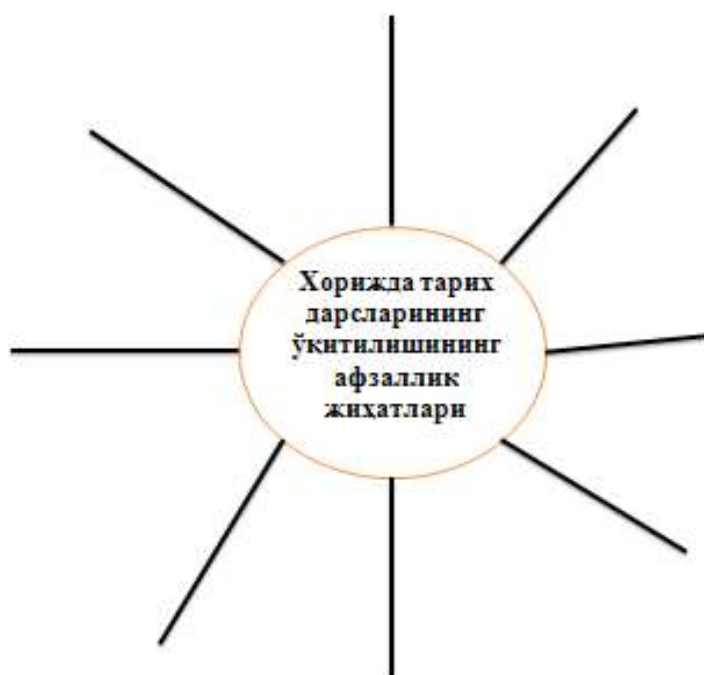 Хорижда тарих
дарсларининг
ўқитилишининг
афзаллик
жиҳатлари